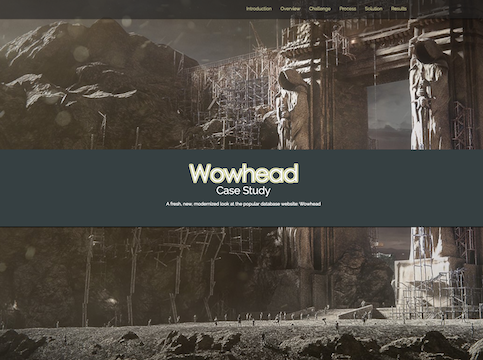 Introduction Overview Challenge Process Solution Results
Wowhead
Case Study
A fresh, new, modernized look at the popular database website: Wowhead